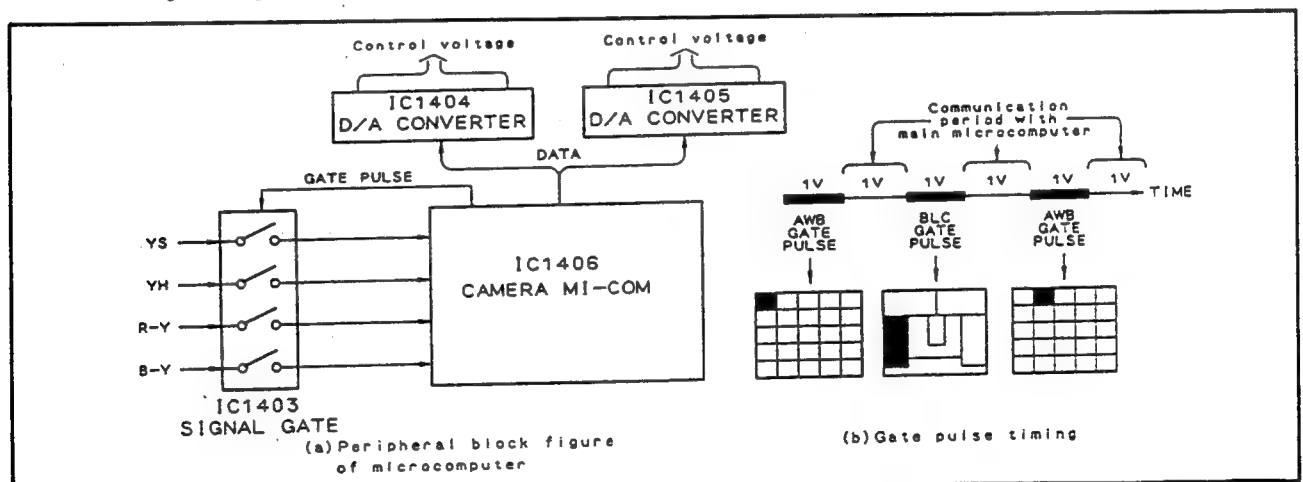 Control voltage
Control voltage
IC1404
D/A CONVERTER
IC1405
D/A CONVERTER
DATA
GATE PULSE
YS
YH
R-Y
B-Y
IC1406
CAMERA MI-COM
IC1403
SIGNAL GATE
(a)Peripheral block figure
of microcomputer
Communication
period with
main microcomputer
1V 1V 1V 1V 1V 1V
TIME
AWB
GATE
PULSE
BLC
GATE
PULSE
AWB
GATE
PULSE
(b)Gate pulse timing